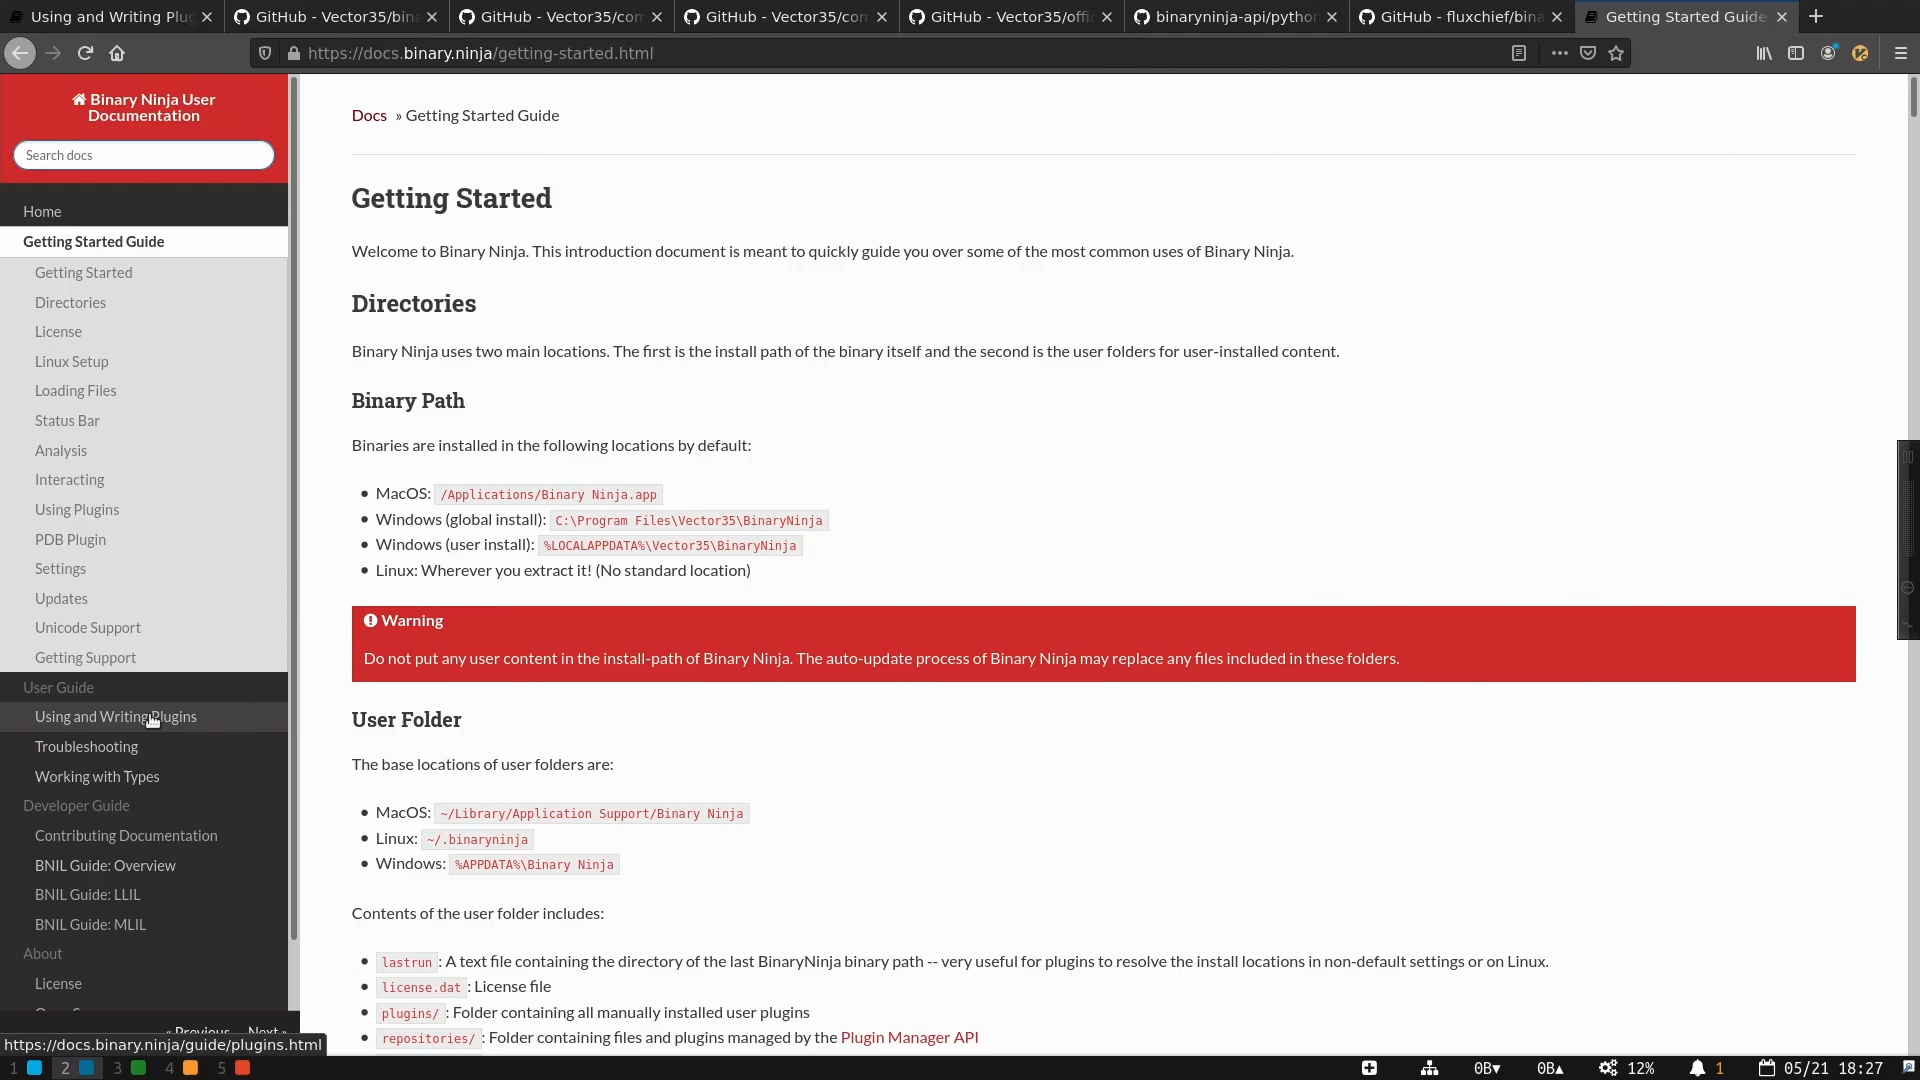 Using and Writing Plug
GitHub - Vector35/bina
GitHub - Vector35/com
GitHub - Vector35/com
GitHub - Vector35/offi
binaryninja-api/python
GitHub - fluxchief/bina
Getting Started Guide
https://docs.binary.ninja/getting-started.html
Binary Ninja User
Documentation
Search docs
Home
Getting Started Guide
Getting Started
Directories
License
Linux Setup
Loading Files
Status Bar
Analysis
Interacting
Using Plugins
PDB Plugin
Settings
Updates
Unicode Support
Getting Support
User Guide
Using and Writing Plugins
Troubleshooting
Working with Types
Developer Guide
Contributing Documentation
BNIL Guide: Overview
BNIL Guide: LLIL
BNIL Guide: MLIL
About
License
« Previous Next »
https://docs.binary.ninja/guide/plugins.html
Docs » Getting Started Guide
Getting Started
Welcome to Binary Ninja. This introduction document is meant to quickly guide you over some of the most common uses of Binary Ninja.
Directories
Binary Ninja uses two main locations. The first is the install path of the binary itself and the second is the user folders for user-installed content.
Binary Path
Binaries are installed in the following locations by default:
• MacOS: /Applications/Binary Ninja.app
• Windows (global install): C:\Program Files\Vector35\BinaryNinja
• Windows (user install): %LOCALAPPDATA%\Vector35\BinaryNinja
• Linux: Wherever you extract it! (No standard location)
Warning
Do not put any user content in the install-path of Binary Ninja. The auto-update process of Binary Ninja may replace any files included in these folders.
User Folder
The base locations of user folders are:
• MacOS: ~/Library/Application Support/Binary Ninja
• Linux: ~/.binaryninja
• Windows: %APPDATA%\Binary Ninja
Contents of the user folder includes:
• lastrun: A text file containing the directory of the last BinaryNinja binary path -- very useful for plugins to resolve the install locations in non-default settings or on Linux.
• license.dat: License file
• plugins/: Folder containing all manually installed user plugins
• repositories/: Folder containing files and plugins managed by the Plugin Manager API
1 2 3 4 5 0B▾ 0B▴ 12% 1 05/21 18:27